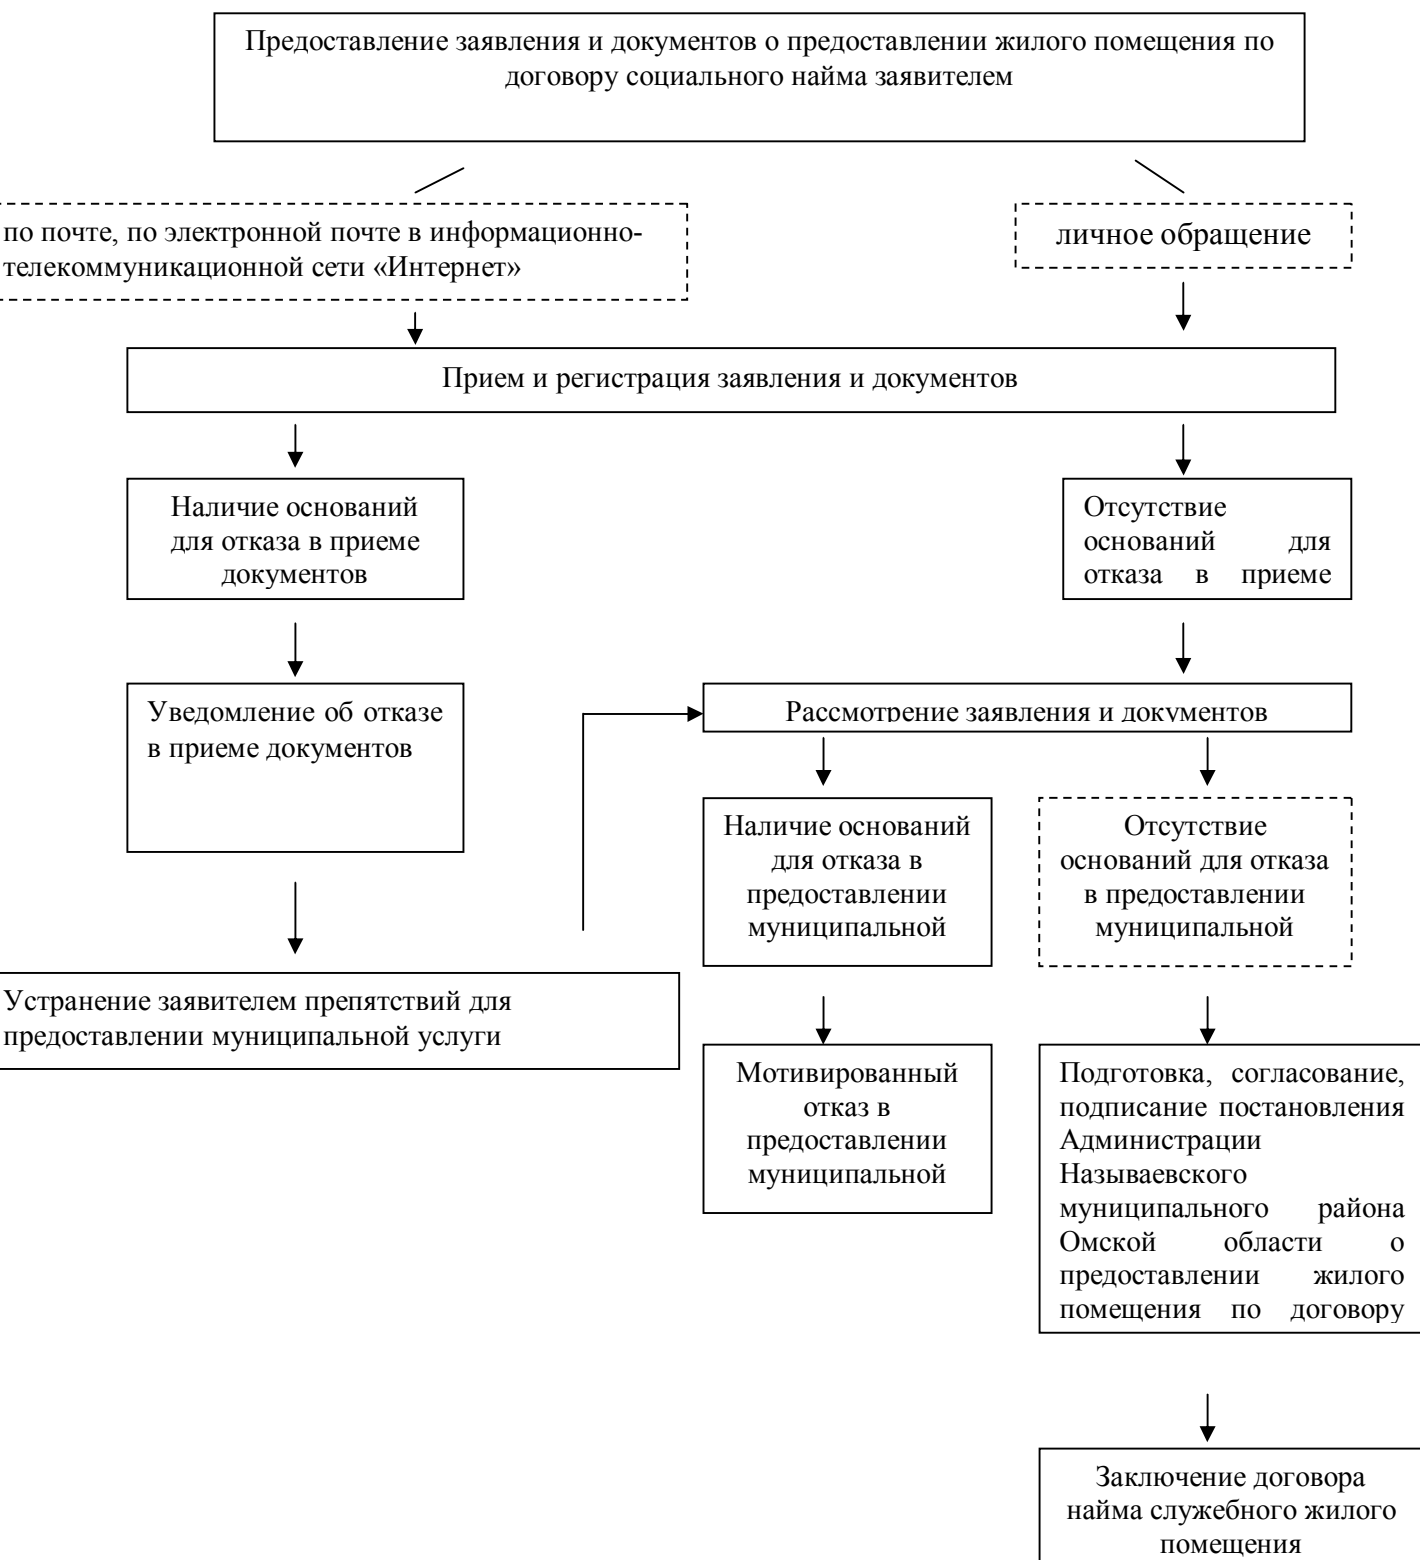 Предоставление заявления и документов о предоставлении жилого помещения по
договору социального найма заявителем
по почте, по электронной почте в информационно-
телекоммуникационной сети «Интернет»
личное обращение
Прием и регистрация заявления и документов
Наличие оснований
для отказа в приеме
документов
Отсутствие
оснований для
отказа в приеме
Уведомление об отказе
в приеме документов
Рассмотрение заявления и документов
Наличие оснований
для отказа в
предоставлении
муниципальной
Отсутствие
оснований для отказа
в предоставлении
муниципальной
Устранение заявителем препятствий для
предоставлении муниципальной услуги
Мотивированный
отказ в
предоставлении
муниципальной
Подготовка, согласование,
подписание постановления
Администрации
Называевского
муниципального района
Омской области о
предоставлении жилого
помещения по договору
Заключение договора
найма служебного жилого
помещения